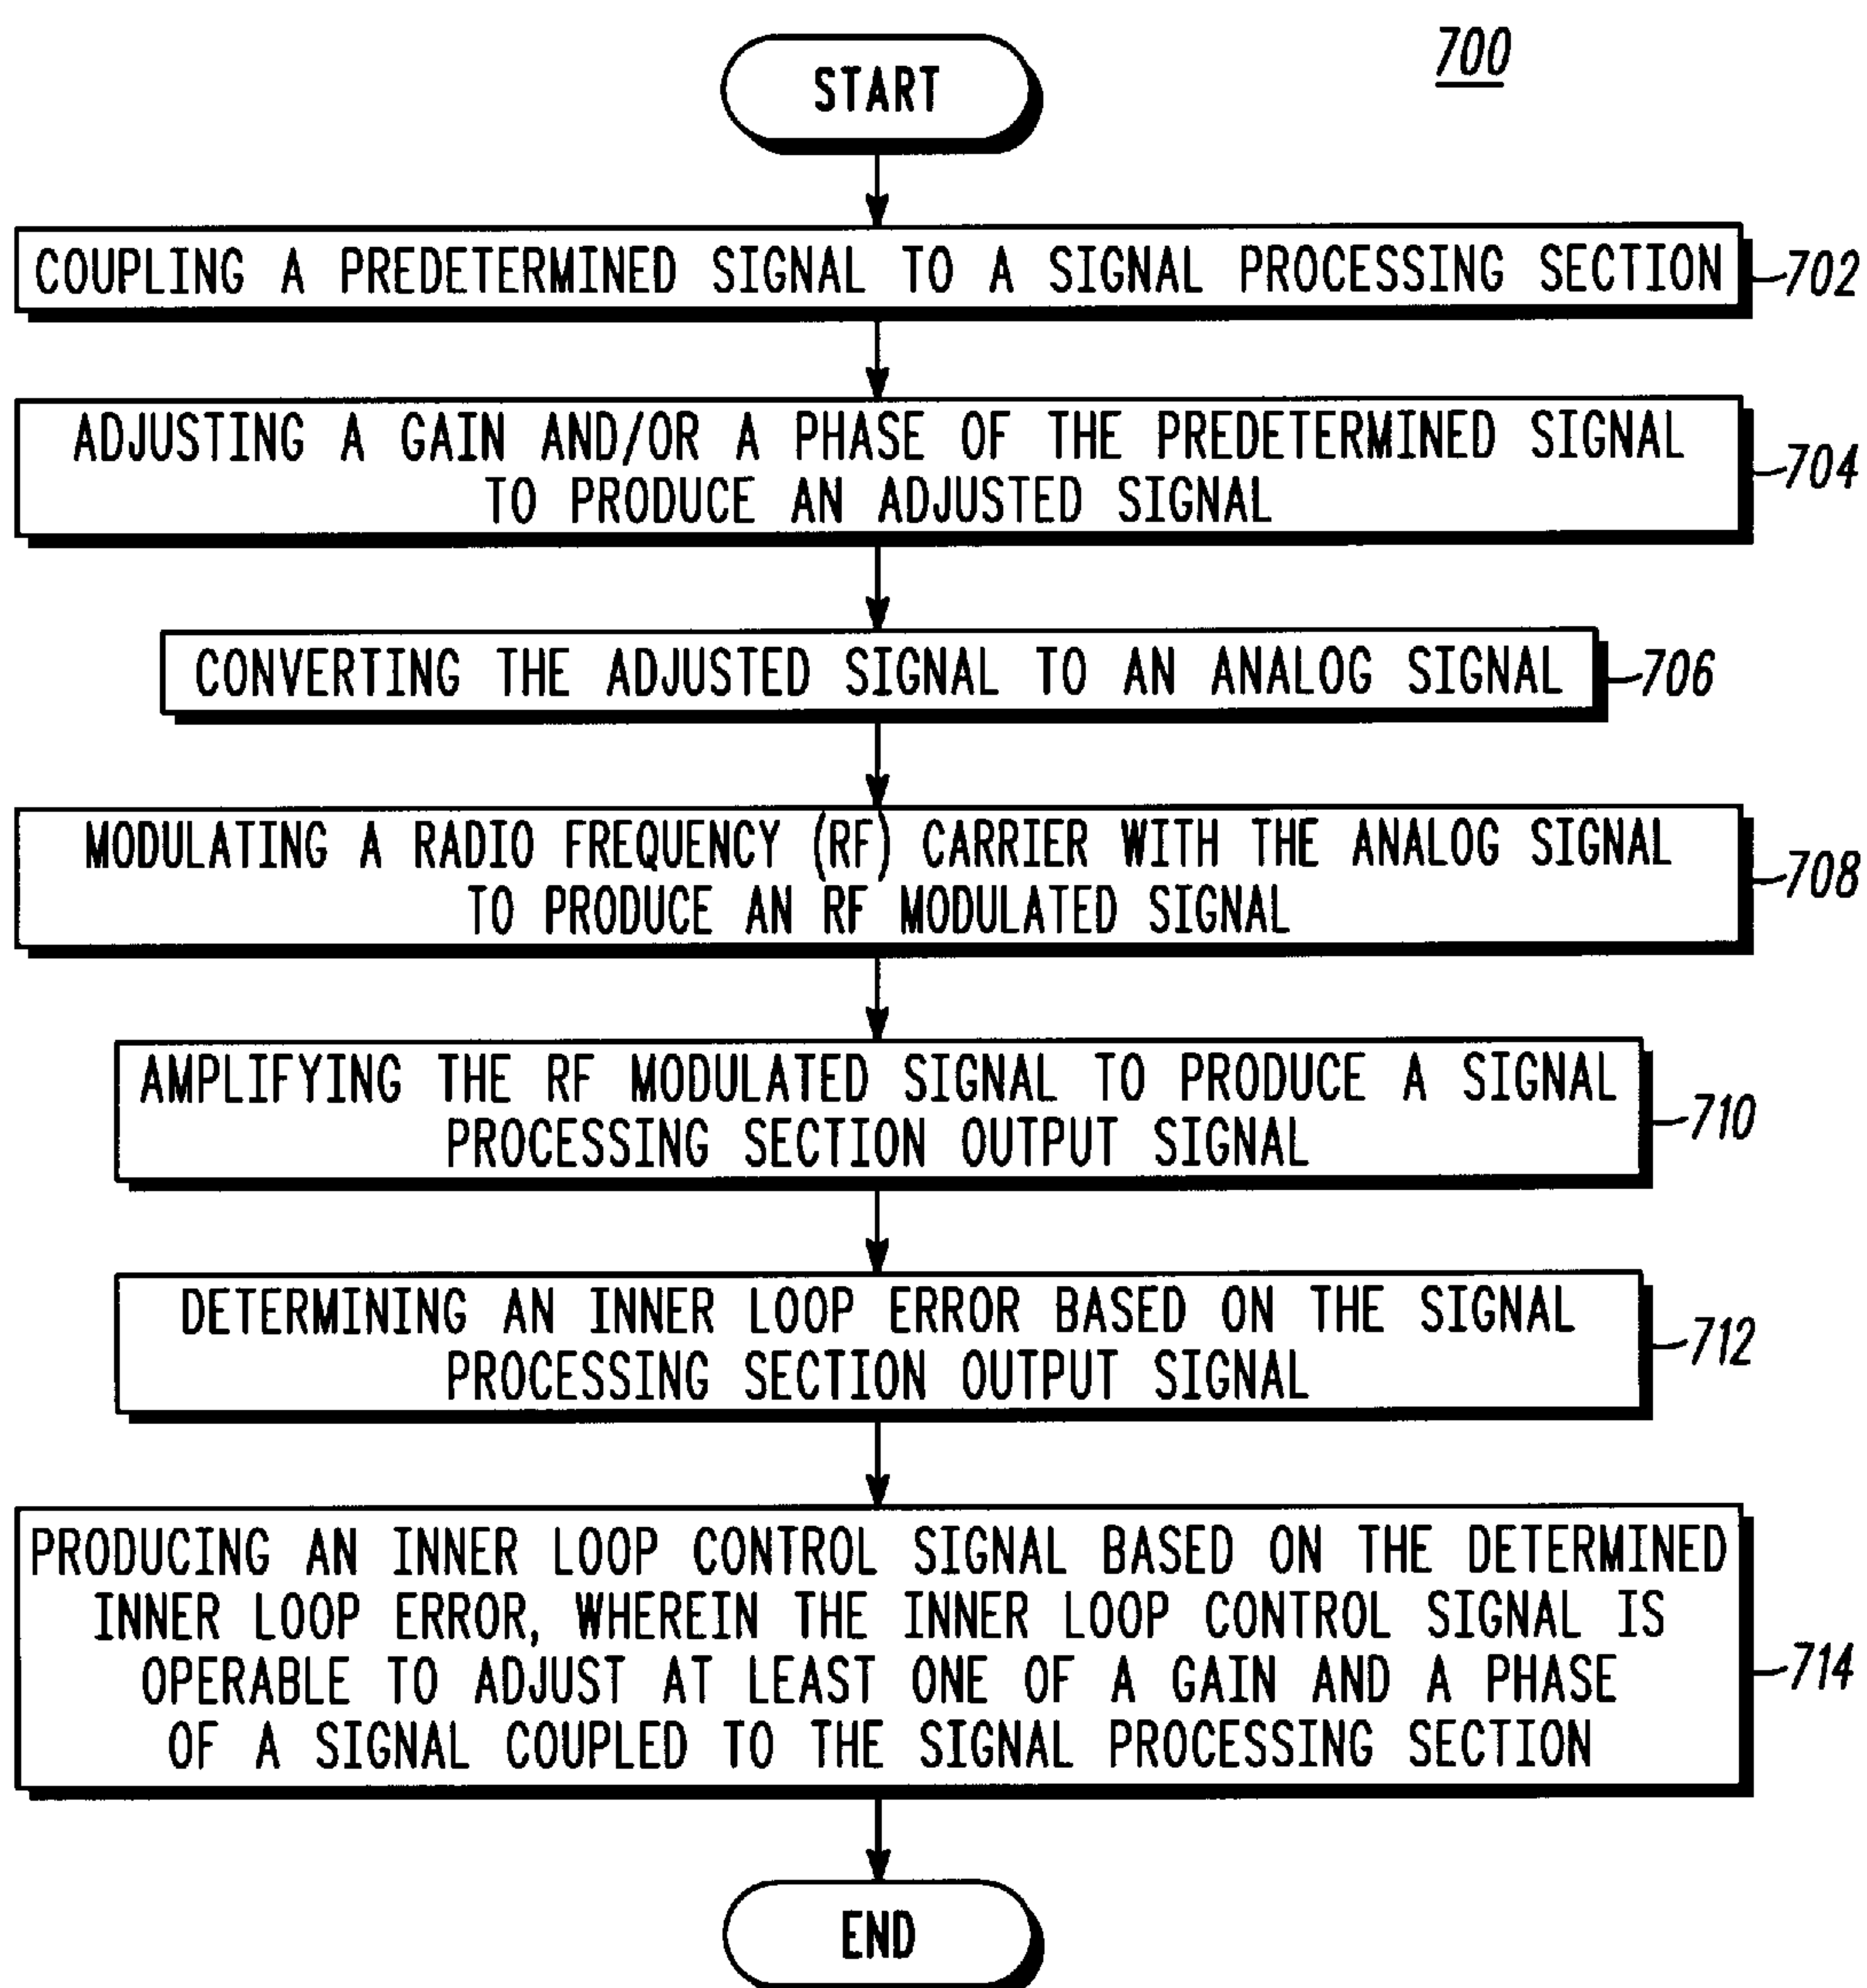 700
START
COUPLING A PREDETERMINED SIGNAL TO A SIGNAL PROCESSING SECTION
702
ADJUSTING A GAIN AND/OR A PHASE OF THE PREDETERMINED SIGNAL
TO PRODUCE AN ADJUSTED SIGNAL
704
CONVERTING THE ADJUSTED SIGNAL TO AN ANALOG SIGNAL
706
MODULATING A RADIO FREQUENCY (RF) CARRIER WITH THE ANALOG SIGNAL
TO PRODUCE AN RF MODULATED SIGNAL
708
AMPLIFYING THE RF MODULATED SIGNAL TO PRODUCE A SIGNAL
PROCESSING SECTION OUTPUT SIGNAL
710
DETERMINING AN INNER LOOP ERROR BASED ON THE SIGNAL
PROCESSING SECTION OUTPUT SIGNAL
712
PRODUCING AN INNER LOOP CONTROL SIGNAL BASED ON THE DETERMINED
INNER LOOP ERROR, WHEREIN THE INNER LOOP CONTROL SIGNAL IS
OPERABLE TO ADJUST AT LEAST ONE OF A GAIN AND A PHASE
OF A SIGNAL COUPLED TO THE SIGNAL PROCESSING SECTION
714
END